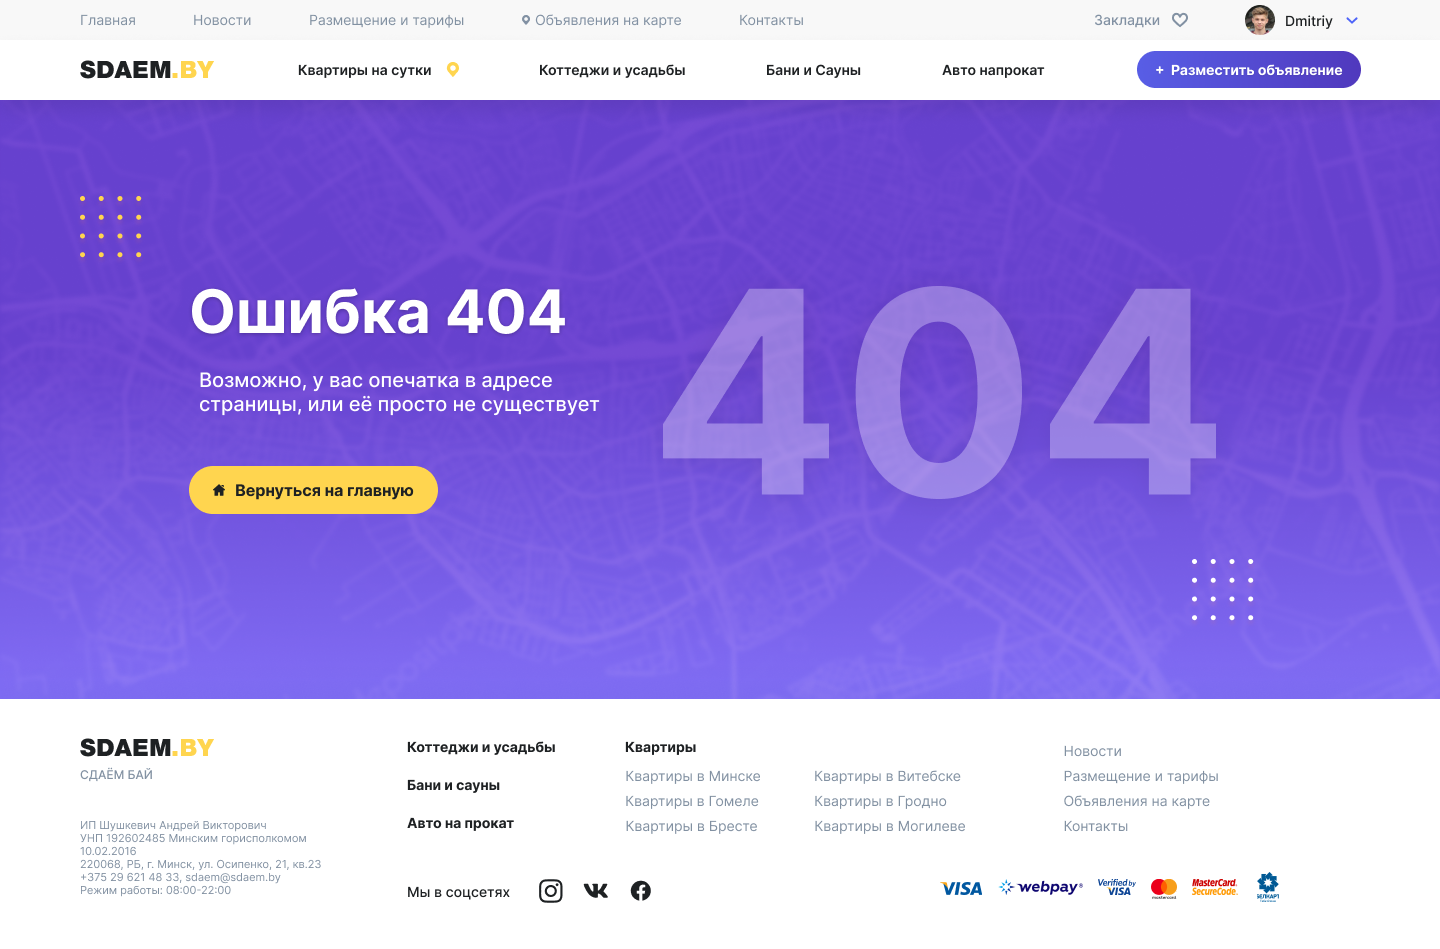 Главная Новости Размещение и тарифы Объявления на карте Контакты Закладки Dmitriy
SDAEM.BY Квартиры на сутки Коттеджи и усадьбы Бани и Сауны Авто напрокат + Разместить объявление
Ошибка 404
404
Возможно, у вас опечатка в адресе
страницы, или её просто не существует
Вернуться на главную
SDAEM.BY
СДАЁМ БАЙ
ИП Шушкевич Андрей Викторович
УНП 192602485 Минским горисполкомом
10.02.2016
220068, РБ, г. Минск, ул. Осипенко, 21, кв.23
+375 29 621 48 33, sdaem@sdaem.by
Режим работы: 08:00-22:00
Коттеджи и усадьбы
Бани и сауны
Авто на прокат
Квартиры
Квартиры в Минске
Квартиры в Гомеле
Квартиры в Бресте
Квартиры в Витебске
Квартиры в Гродно
Квартиры в Могилеве
Новости
Размещение и тарифы
Объявления на карте
Контакты
Мы в соцсетях
VISA
webpay®
Verified by
VISA
mastercard
MasterCard.
SecureCode.
БЕЛКАРТ